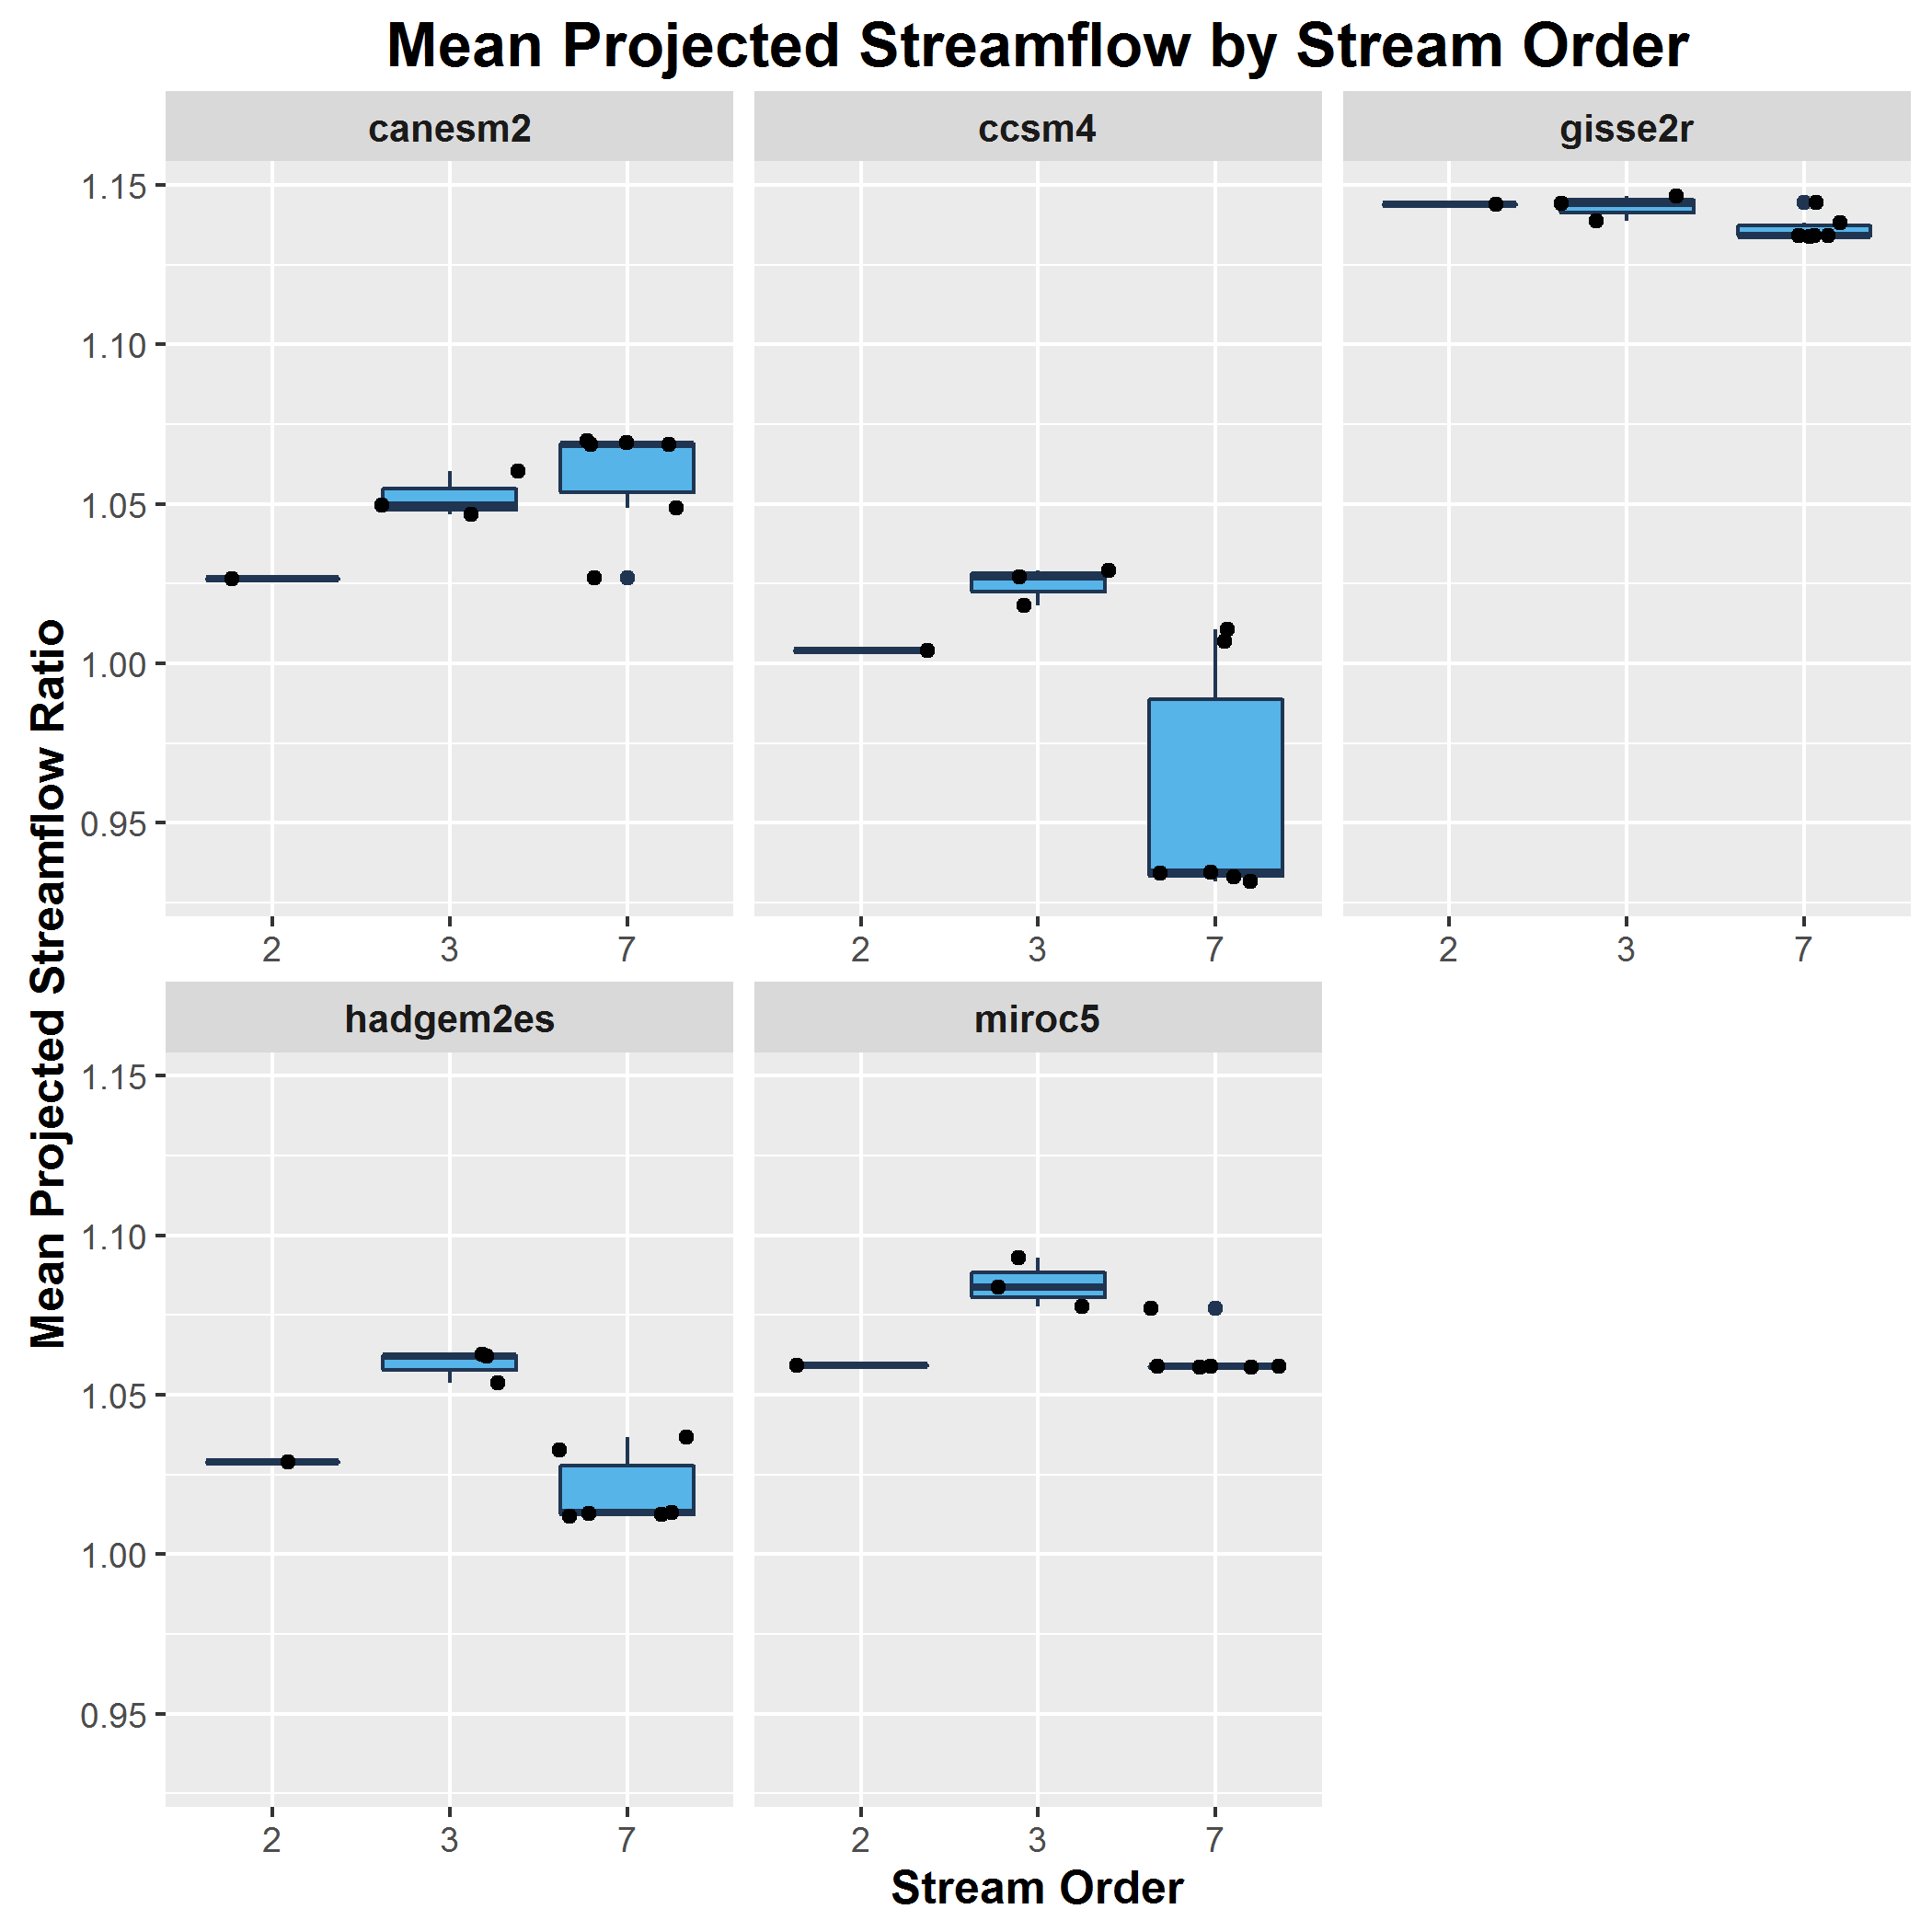 Mean Projected Streamflow by Stream Order
canesm2 ccsm4 gisse2r
Mean Projected Streamflow Ratio
1.15
1.10
1.05
1.00
0.95
2 3 7 2 3 7 2 3 7
hadgem2es miroc5
1.15
1.10
1.05
1.00
0.95
2 3 7 2 3 7
Stream Order